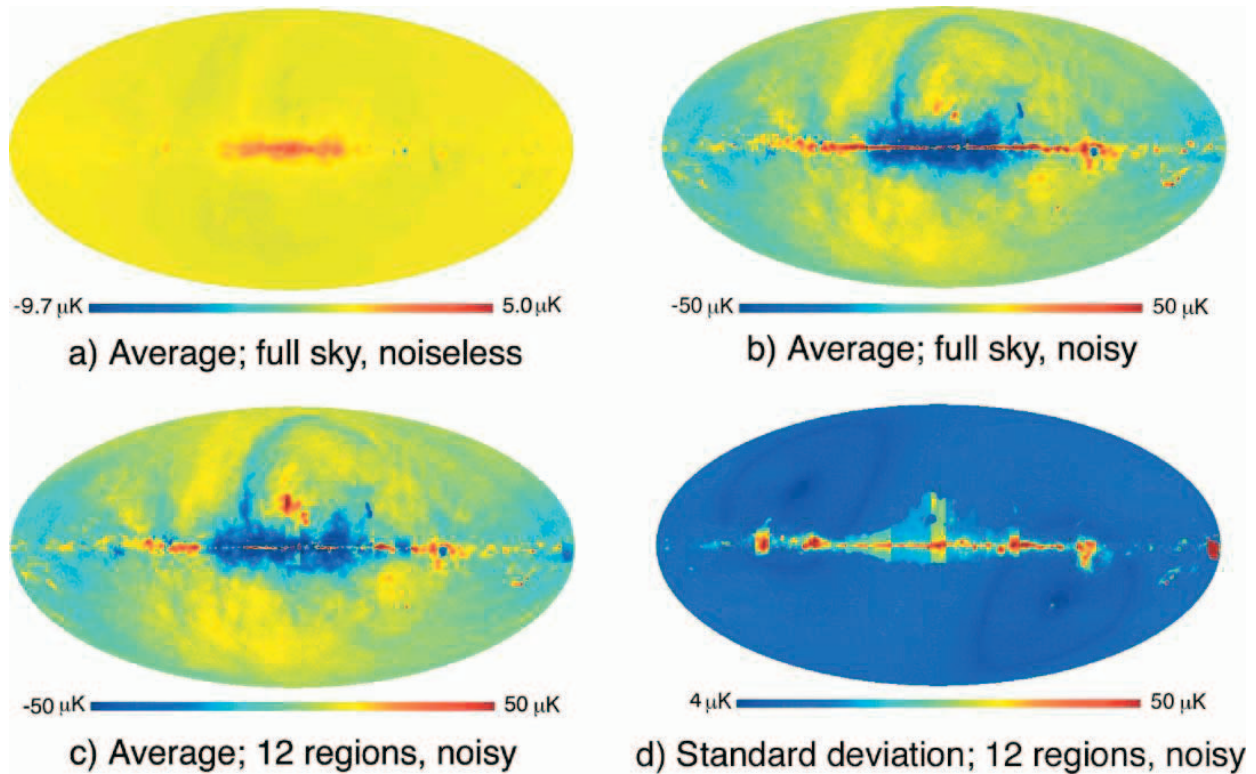 -9.7 μK 5.0 μK
a) Average; full sky, noiseless
-50 μK 50 μK
b) Average; full sky, noisy
-50 μK 50 μK
c) Average; 12 regions, noisy
4 μK 50 μK
d) Standard deviation; 12 regions, noisy